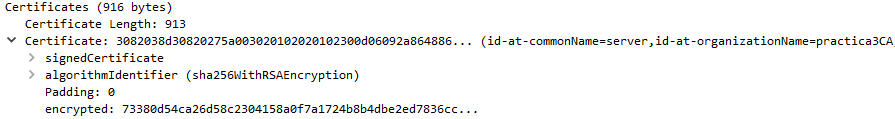 Certificates (916 bytes)
Certificate Length: 913
Certificate: 3082038d30820275a003020102020102300d06092a864886... (id-at-commonName=server,id-at-organizationName=practica3CA,
signedCertificate
algorithmIdentifier (sha256WithRSAEncryption)
Padding: 0
encrypted: 73380d54ca26d58c2304158a0f7a1724b8b4dbe2ed7836cc...